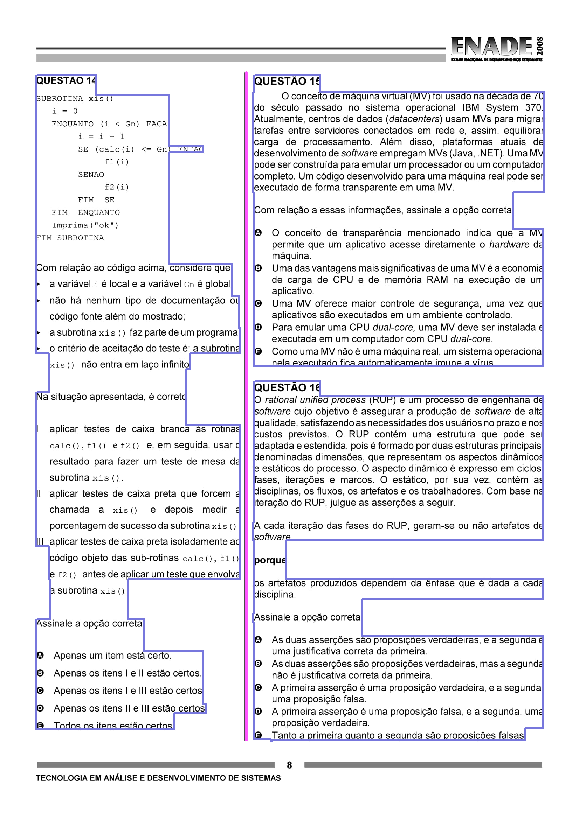 ENADE 2008
EXAME NACIONAL DE DESEMPENHO DOS ESTUDANTES
QUESTÃO 14
SUBROTINA xis()
i = 0
ENQUANTO (i < Gn) FACA
i = i + 1
SE (calc(i) <= Gn) ENTAO
f1(i)
SENAO
f2(i)
FIM SE
FIM ENQUANTO
Imprima("ok")
FIM SUBROTINA
Com relação ao código acima, considere que
a variável i é local e a variável Gn é global
não há nenhum tipo de documentação ou
código fonte além do mostrado;
a subrotina xis() faz parte de um programa
o critério de aceitação do teste é: a subrotina
xis() não entra em laço infinito
Na situação apresentada, é correto
I aplicar testes de caixa branca às rotinas
calc(), f1() e f2() e, em seguida, usar o
resultado para fazer um teste de mesa da
subrotina xis().
II aplicar testes de caixa preta que forcem a
chamada a xis() e depois medir a
porcentagem de sucesso da subrotina xis()
III aplicar testes de caixa preta isoladamente ao
código objeto das sub-rotinas calc(), f1()
e f2() antes de aplicar um teste que envolva
a subrotina xis()
Assinale a opção correta
A Apenas um item está certo.
B Apenas os itens I e II estão certos.
C Apenas os itens I e III estão certos
D Apenas os itens II e III estão certos
E Todos os itens estão certos
QUESTÃO 15
O conceito de máquina virtual (MV) foi usado na década de 70
do século passado no sistema operacional IBM System 370.
Atualmente, centros de dados (datacenters) usam MVs para migrar
tarefas entre servidores conectados em rede e, assim, equilibrar
carga de processamento. Além disso, plataformas atuais de
desenvolvimento de software empregam MVs (Java, .NET). Uma MV
pode ser construída para emular um processador ou um computador
completo. Um código desenvolvido para uma máquina real pode ser
executado de forma transparente em uma MV.
Com relação a essas informações, assinale a opção correta
A O conceito de transparência mencionado indica que a MV
permite que um aplicativo acesse diretamente o hardware da
máquina.
B Uma das vantagens mais significativas de uma MV é a economia
de carga de CPU e de memória RAM na execução de um
aplicativo.
C Uma MV oferece maior controle de segurança, uma vez que
aplicativos são executados em um ambiente controlado.
D Para emular uma CPU dual-core, uma MV deve ser instalada e
executada em um computador com CPU dual-core.
E Como uma MV não é uma máquina real, um sistema operacional
nela executado fica automaticamente imune a vírus
QUESTÃO 16
O rational unified process (RUP) é um processo de engenharia de
software cujo objetivo é assegurar a produção de software de alta
qualidade, satisfazendo as necessidades dos usuários no prazo e nos
custos previstos. O RUP contém uma estrutura que pode ser
adaptada e estendida, pois é formado por duas estruturas principais,
denominadas dimensões, que representam os aspectos dinâmicos
e estáticos do processo. O aspecto dinâmico é expresso em ciclos,
fases, iterações e marcos. O estático, por sua vez, contém as
disciplinas, os fluxos, os artefatos e os trabalhadores. Com base na
iteração do RUP, julgue as asserções a seguir.
A cada iteração das fases do RUP, geram-se ou não artefatos de
software
porque
os artefatos produzidos dependem da ênfase que é dada a cada
disciplina
Assinale a opção correta
A As duas asserções são proposições verdadeiras, e a segunda é
uma justificativa correta da primeira.
B As duas asserções são proposições verdadeiras, mas a segunda
não é justificativa correta da primeira.
C A primeira asserção é uma proposição verdadeira, e a segunda,
uma proposição falsa.
D A primeira asserção é uma proposição falsa, e a segunda, uma
proposição verdadeira.
E Tanto a primeira quanto a segunda são proposições falsas
8
TECNOLOGIA EM ANÁLISE E DESENVOLVIMENTO DE SISTEMAS